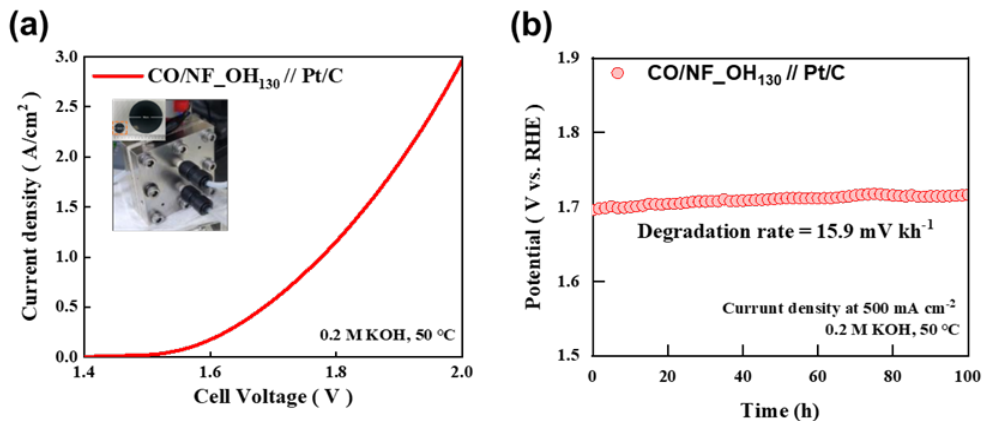 (a)
3.0
2.5
2.0
1.5
1.0
0.5
0.0
Current density ( A/cm²)
CO/NF_OH₁₃₀ // Pt/C
0.2 M KOH, 50 °C
1.4
1.6
1.8
2.0
Cell Voltage ( V )
(b)
1.9
1.8
1.7
1.6
1.5
Potential ( V vs. RHE)
CO/NF_OH₁₃₀ // Pt/C
Degradation rate = 15.9 mV kh⁻¹
Currunt density at 500 mA cm⁻²
0.2 M KOH, 50 °C
0
20
40
60
80
100
Time (h)